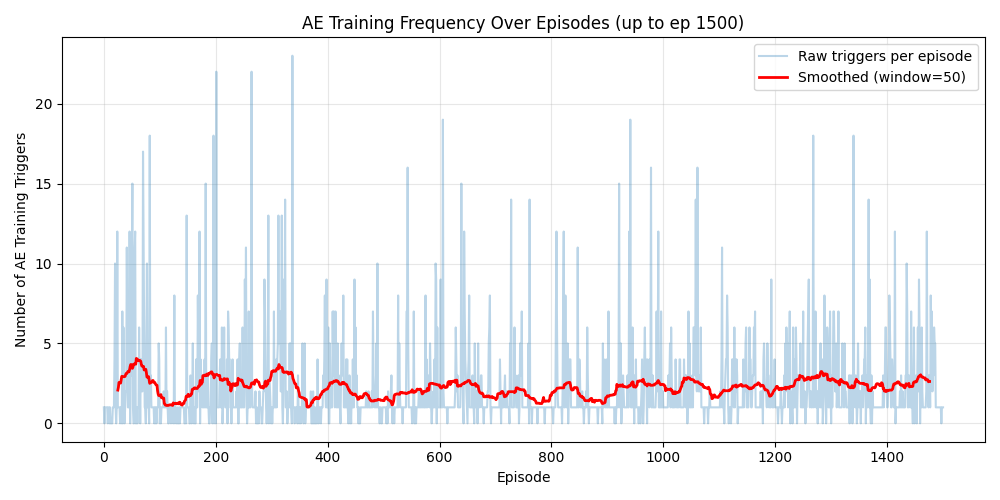 AE Training Frequency Over Episodes (up to ep 1500)
Raw triggers per episode
Smoothed (window=50)
Number of AE Training Triggers
20
15
10
5
0
0 200 400 600 800 1000 1200 1400
Episode